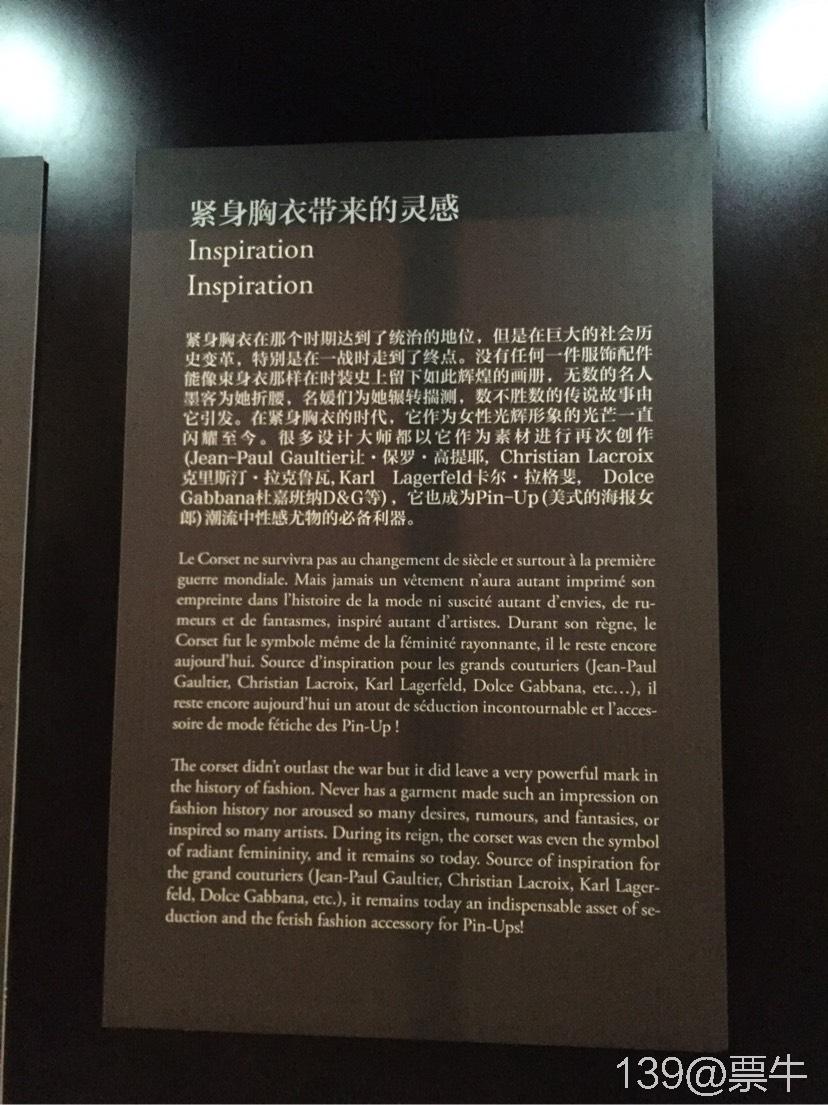 紧身胸衣带来的灵感
Inspiration
Inspiration
紧身胸衣在那个时期达到了统治的地位，但是在巨大的社会历
史变革，特别是在一战时走到了终点。没有任何一件服饰配件
能像束身衣那样在时装史上留下如此辉煌的画册，无数的名人
墨客为她折腰，名媛们为她辗转揣测，数不胜数的传说故事由
它引发。在紧身胸衣的时代，它作为女性光辉形象的光芒一直
闪耀至今。很多设计大师都以它作为素材进行再次创作
(Jean-Paul Gaultier让·保罗·高提耶, Christian Lacroix
克里斯汀·拉克鲁瓦, Karl Lagerfeld卡尔·拉格斐, Dolce
Gabbana杜嘉班纳D&G等)，它也成为Pin-Up(美式的海报女
郎)潮流中性感尤物的必备利器。
Le Corset ne survivra pas au changement de siècle et surtout à la première
guerre mondiale. Mais jamais un vêtement n'aura autant imprimé son
empreinte dans l'histoire de la mode ni suscité autant d'envies, de ru-
meurs et de fantasmes, inspiré autant d'artistes. Durant son règne, le
Corset fut le symbole même de la féminité rayonnante, il le reste encore
aujourd'hui. Source d'inspiration pour les grands couturiers (Jean-Paul
Gaultier, Christian Lacroix, Karl Lagerfeld, Dolce Gabbana, etc…), il
reste encore aujourd'hui un atout de séduction incontournable et l'acces-
soire de mode fétiche des Pin-Up !
The corset didn't outlast the war but it did leave a very powerful mark in
the history of fashion. Never has a garment made such an impression on
fashion history nor aroused so many desires, rumours, and fantasies, or
inspired so many artists. During its reign, the corset was even the symbol
of radiant femininity, and it remains so today. Source of inspiration for
the grand couturiers (Jean-Paul Gaultier, Christian Lacroix, Karl Lager-
feld, Dolce Gabbana, etc.), it remains today an indispensable asset of se-
duction and the fetish fashion accessory for Pin-Ups!
139@票牛